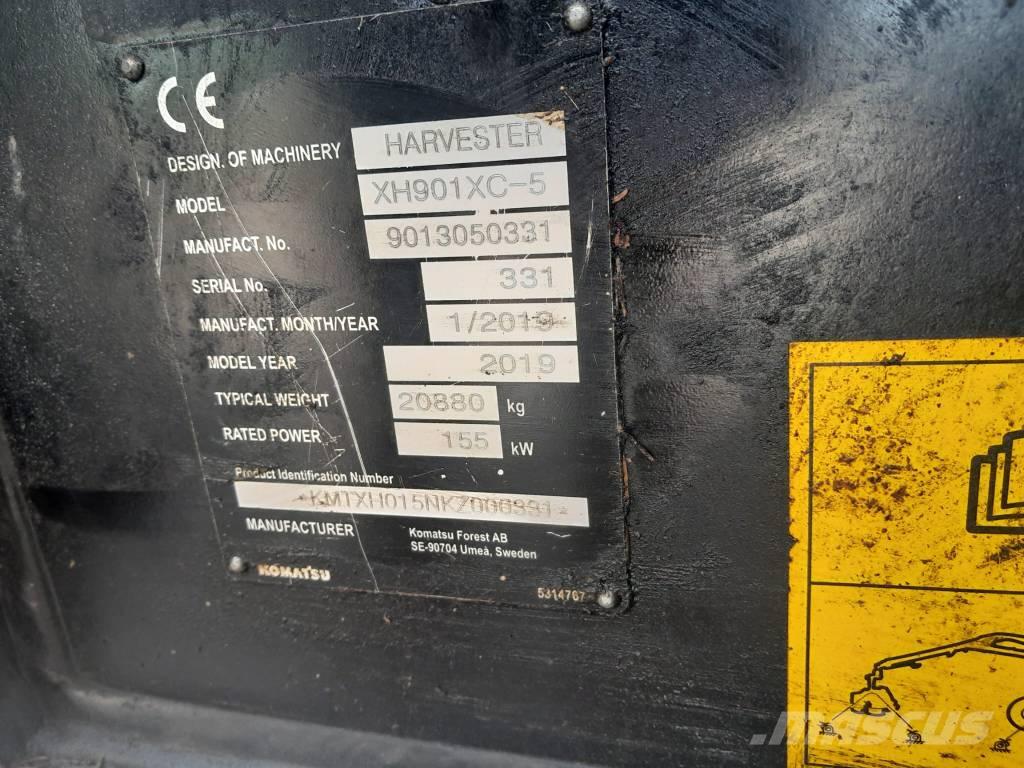 CE
DESIGN. OF MACHINERY HARVESTER
MODEL XH901XC-5
MANUFACT. No. 9013050331
SERIAL No. 331
MANUFACT. MONTH/YEAR 1/2019
MODEL YEAR 2019
TYPICAL WEIGHT 20880 kg
RATED POWER 155 kW
Product Identification Number
MANUFACTURER Komatsu Forest AB
SE-90704 Umeå, Sweden
KOMATSU 5314767
MASCUS